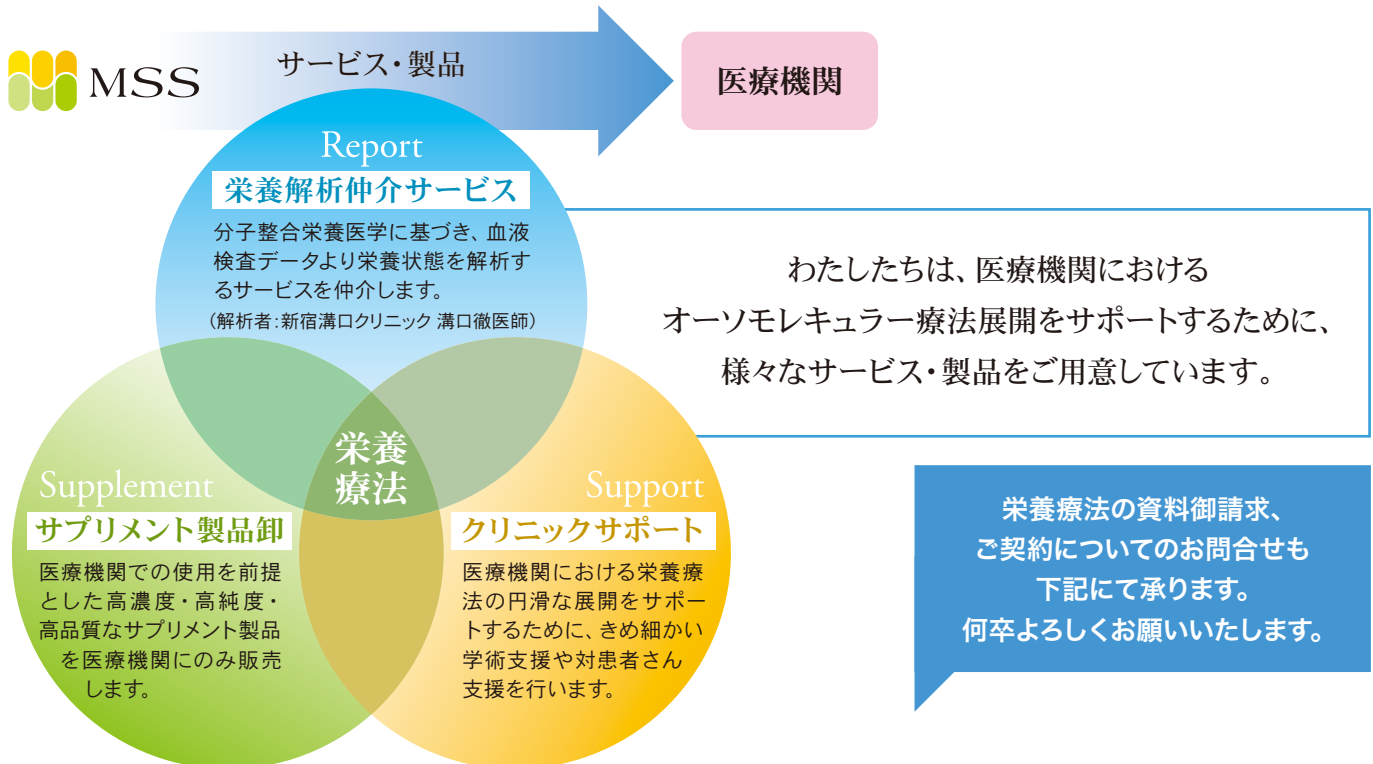 MSS
サービス・製品
医療機関
Report
栄養解析仲介サービス
分子整合栄養医学に基づき、血液
検査データより栄養状態を解析す
るサービスを仲介します。
（解析者：新宿溝口クリニック 溝口徹医師）
わたしたちは、医療機関における
オーソモレキュラー療法展開をサポートするために、
様々なサービス・製品をご用意しています。
栄養
療法
Supplement
サプリメント製品卸
医療機関での使用を前提
とした高濃度・高純度・
高品質なサプリメント製品
を医療機関にのみ販売
します。
Support
クリニックサポート
医療機関における栄養療
法の円滑な展開をサポー
トするために、きめ細かい
学術支援や対患者さん
支援を行います。
栄養療法の資料御請求、
ご契約についてのお問合せも
下記にて承ります。
何卒よろしくお願いいたします。